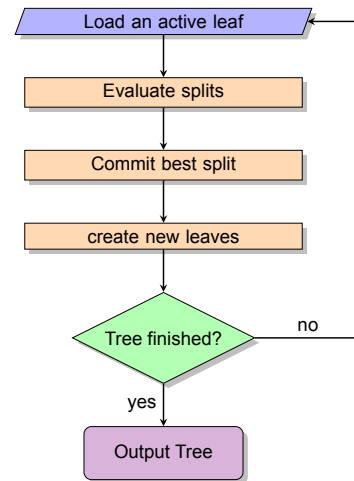 Load an active leaf
Evaluate splits
Commit best split
create new leaves
Tree finished?
no
yes
Output Tree